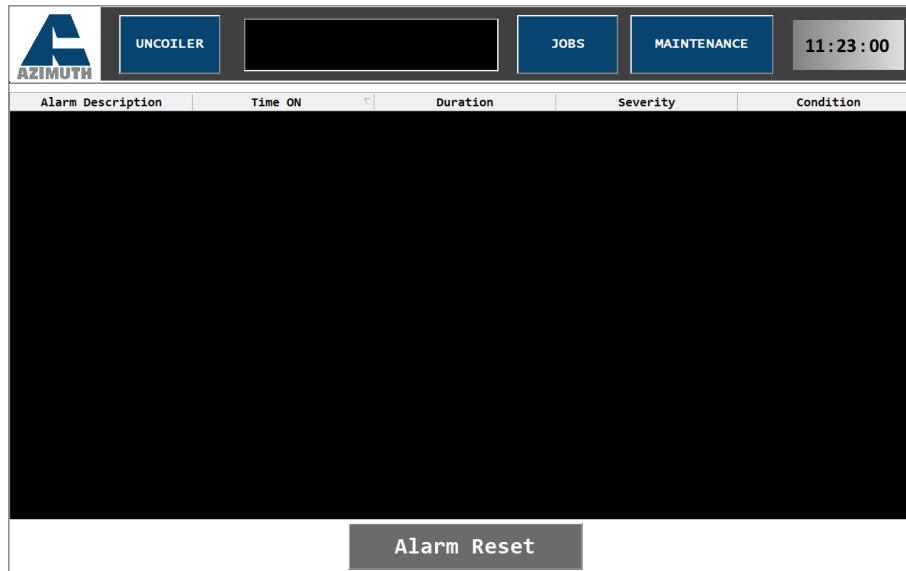 AZIMUTH
UNCOILER
JOBS
MAINTENANCE
11:23:00
Alarm Description Time ON Duration Severity Condition
Alarm Reset